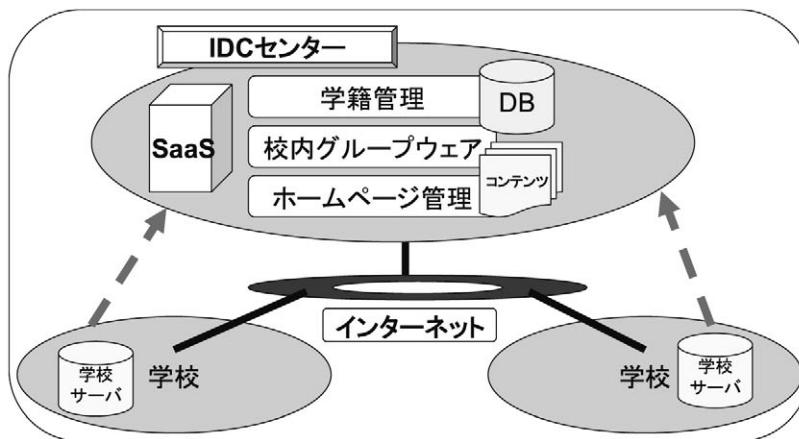 IDCセンター
SaaS
学籍管理
DB
校内グループウェア
ホームページ管理
コンテンツ
インターネット
学校
サーバ
学校
学校
学校
サーバ